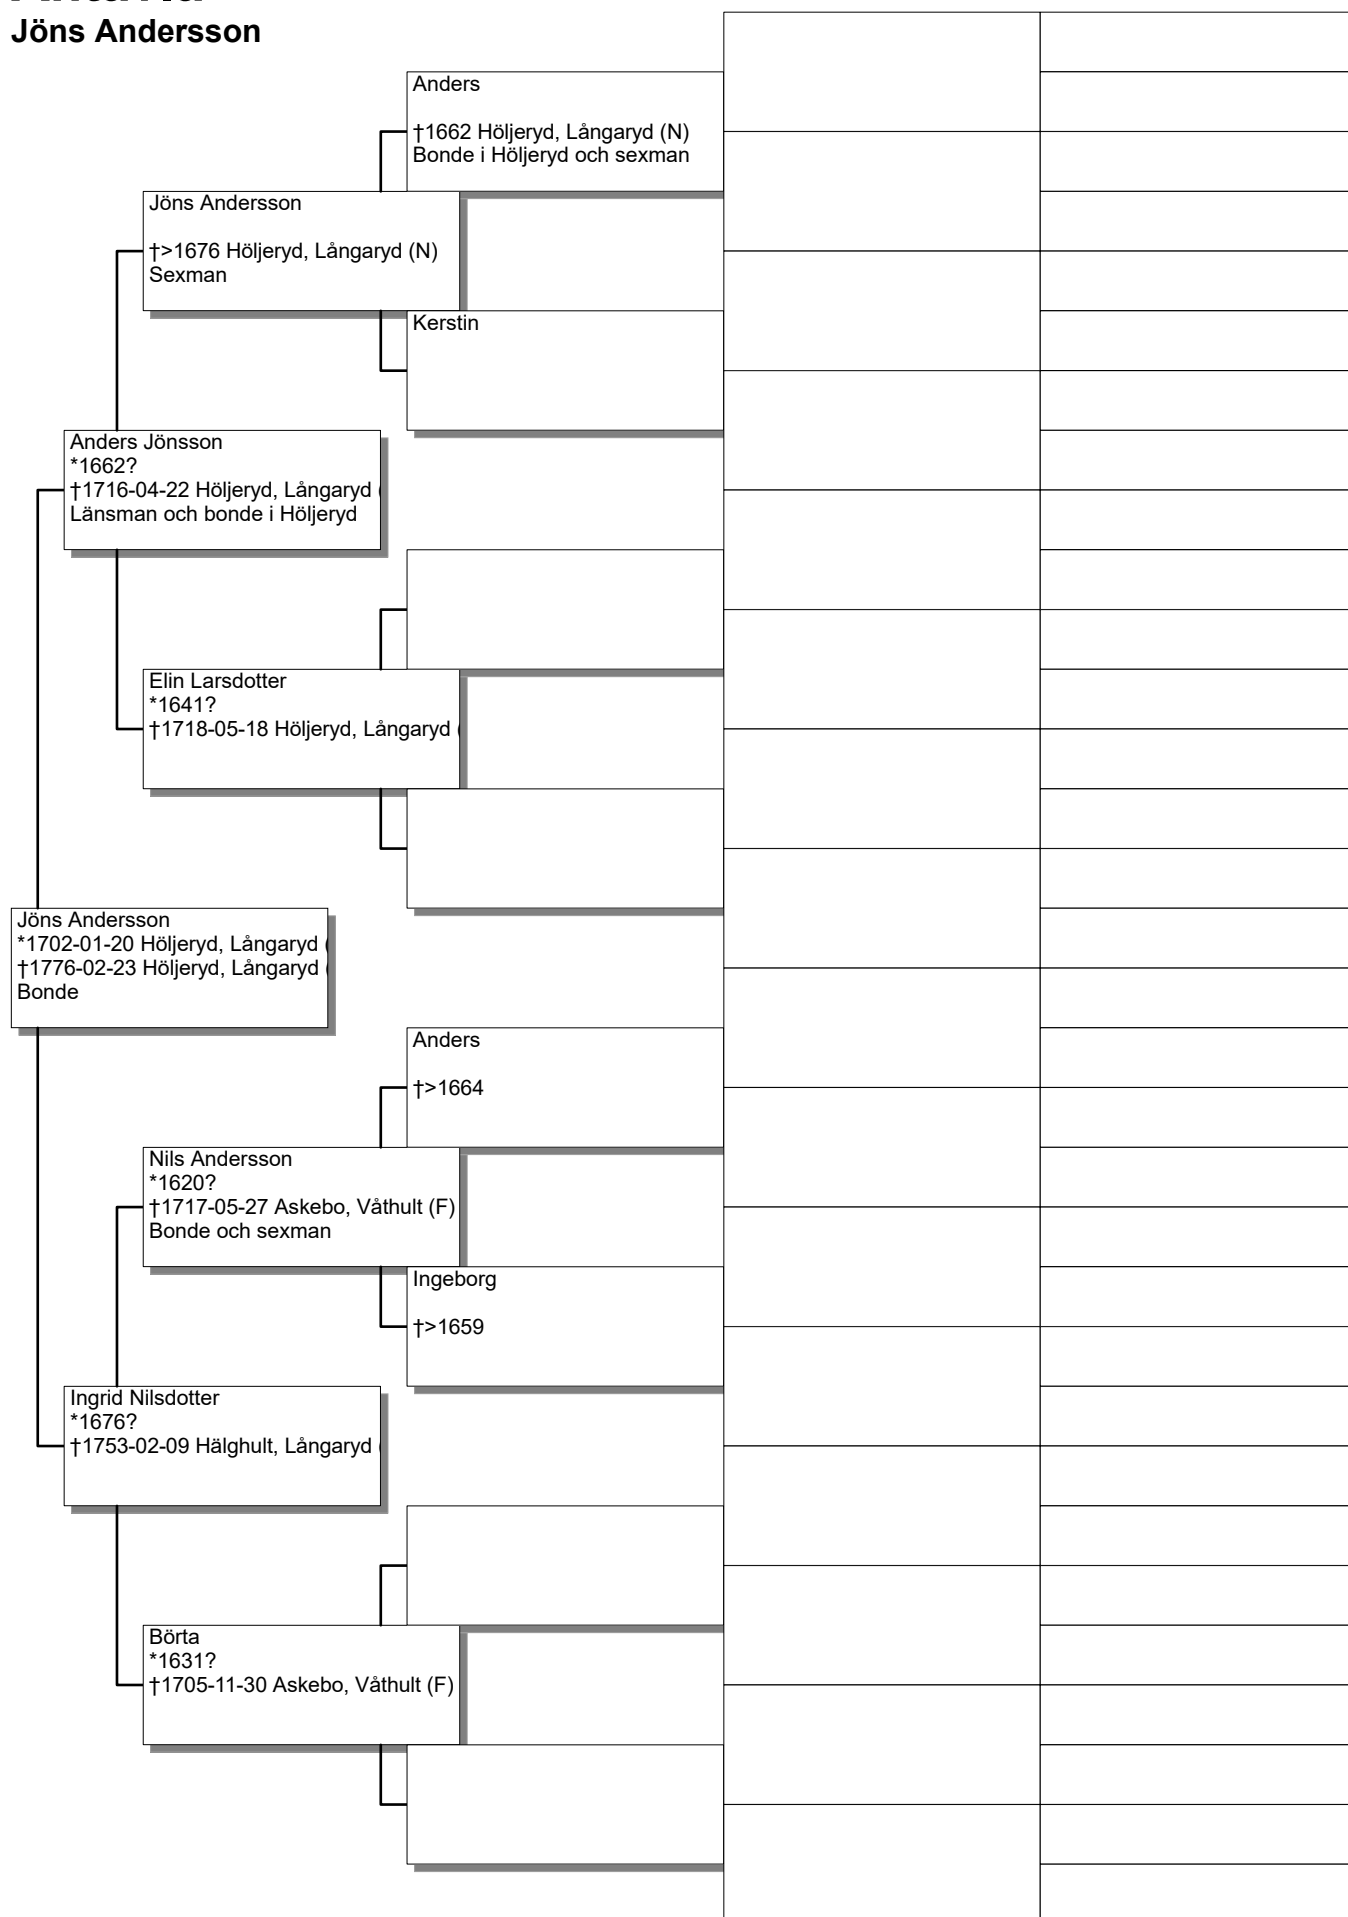 Jöns Andersson
Anders
†1662 Höljeryd, Långaryd (N)
Bonde i Höljeryd och sexman
Jöns Andersson
†>1676 Höljeryd, Långaryd (N)
Sexman
Kerstin
Anders Jönsson
*1662?
†1716-04-22 Höljeryd, Långaryd (
Länsman och bonde i Höljeryd
Elin Larsdotter
*1641?
†1718-05-18 Höljeryd, Långaryd (
Jöns Andersson
*1702-01-20 Höljeryd, Långaryd (
†1776-02-23 Höljeryd, Långaryd (
Bonde
Anders
†>1664
Nils Andersson
*1620?
†1717-05-27 Askebo, Våthult (F)
Bonde och sexman
Ingeborg
†>1659
Ingrid Nilsdotter
*1676?
†1753-02-09 Hälghult, Långaryd (
Börta
*1631?
†1705-11-30 Askebo, Våthult (F)